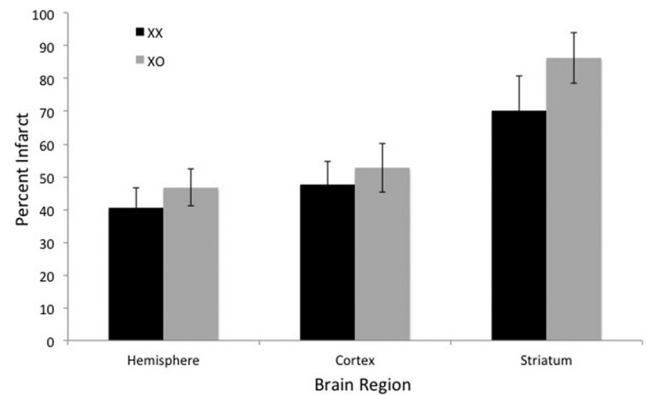 100
90
80
70
60
50
40
30
20
10
0
Percent Infarct
XX
XO
Hemisphere Cortex Striatum
Brain Region